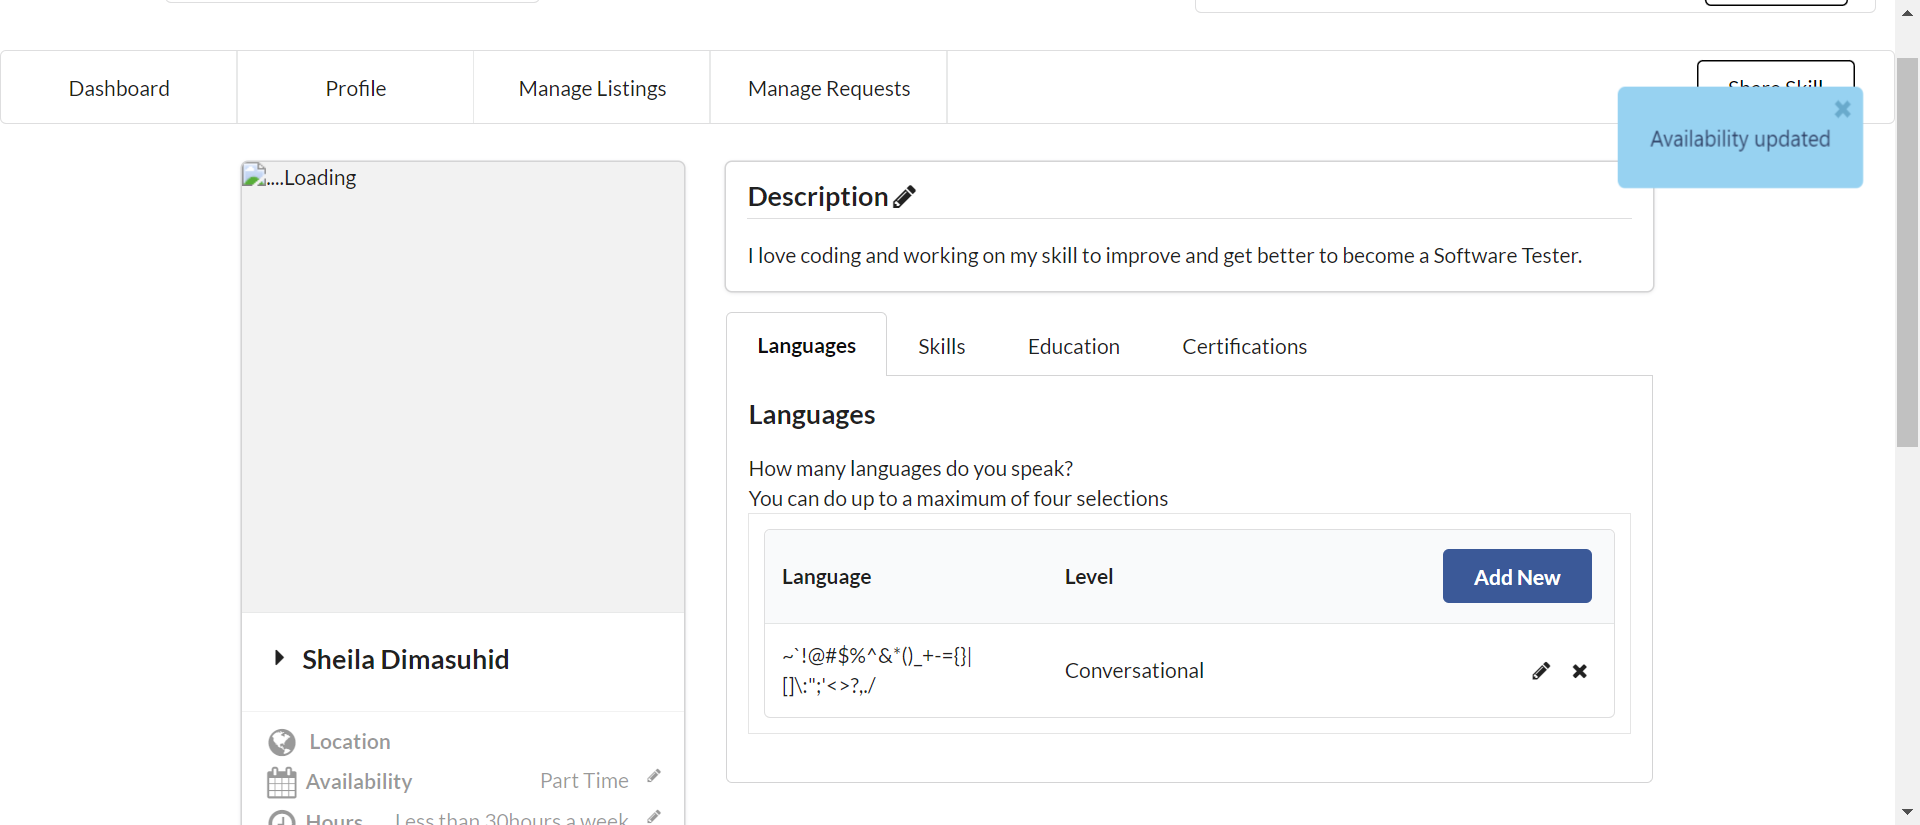 Dashboard
Profile
Manage Listings
Manage Requests
Share Skill
Availability updated
....Loading
Description
I love coding and working on my skill to improve and get better to become a Software Tester.
Languages
Skills
Education
Certifications
Languages
How many languages do you speak?
You can do up to a maximum of four selections
Language
Level
Add New
~`!@#$%^&*()_+-={}|
[]\:";'<>?,./
Conversational
Sheila Dimasuhid
Location
Availability
Part Time
Hours
Less than 30hours a week